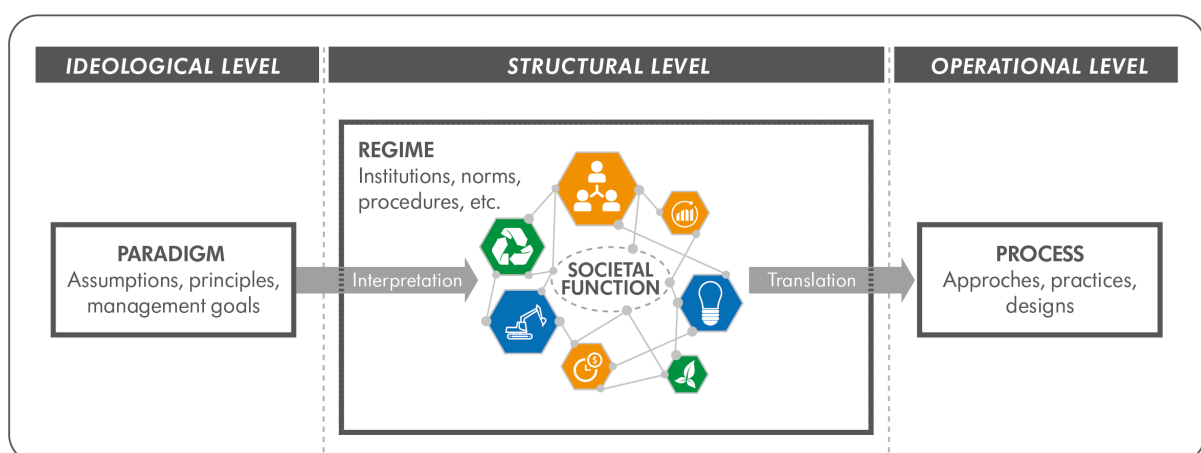 IDEOLOGICAL LEVEL
STRUCTURAL LEVEL
OPERATIONAL LEVEL
REGIME
Institutions, norms,
procedures, etc.
PARADIGM
Assumptions, principles,
management goals
Interpretation
SOCIETAL
FUNCTION
$
Translation
PROCESS
Approches, practices,
designs